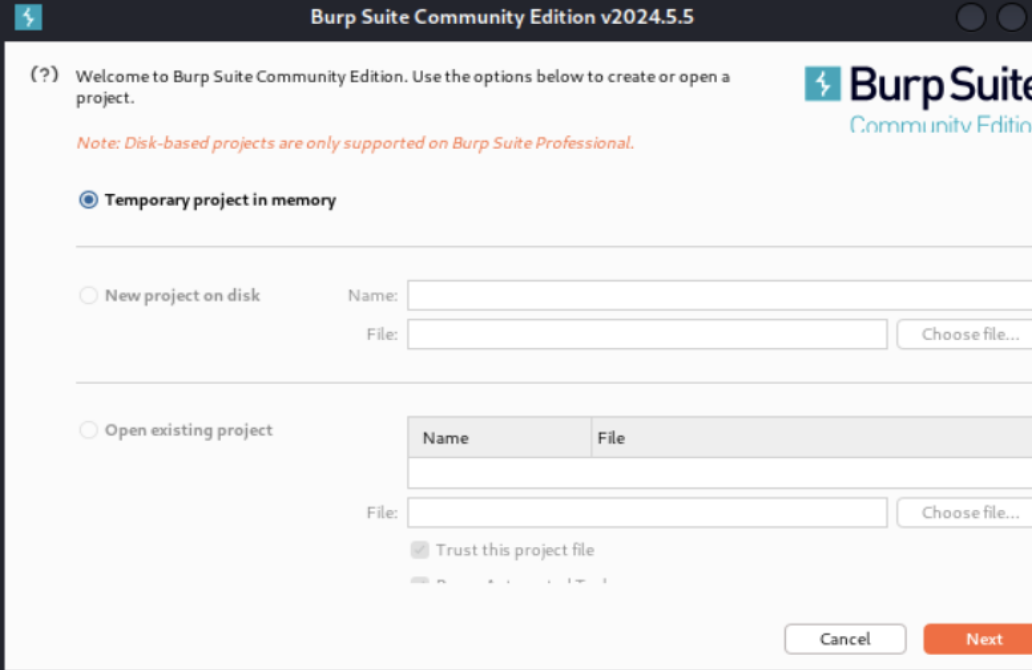 Burp Suite Community Edition v2024.5.5
(?) Welcome to Burp Suite Community Edition. Use the options below to create or open a
project.
Burp Suite
Community Editio
Note: Disk-based projects are only supported on Burp Suite Professional.
Temporary project in memory
New project on disk Name:
File: Choose file...
Open existing project Name File
File: Choose file...
Trust this project file
Cancel Next